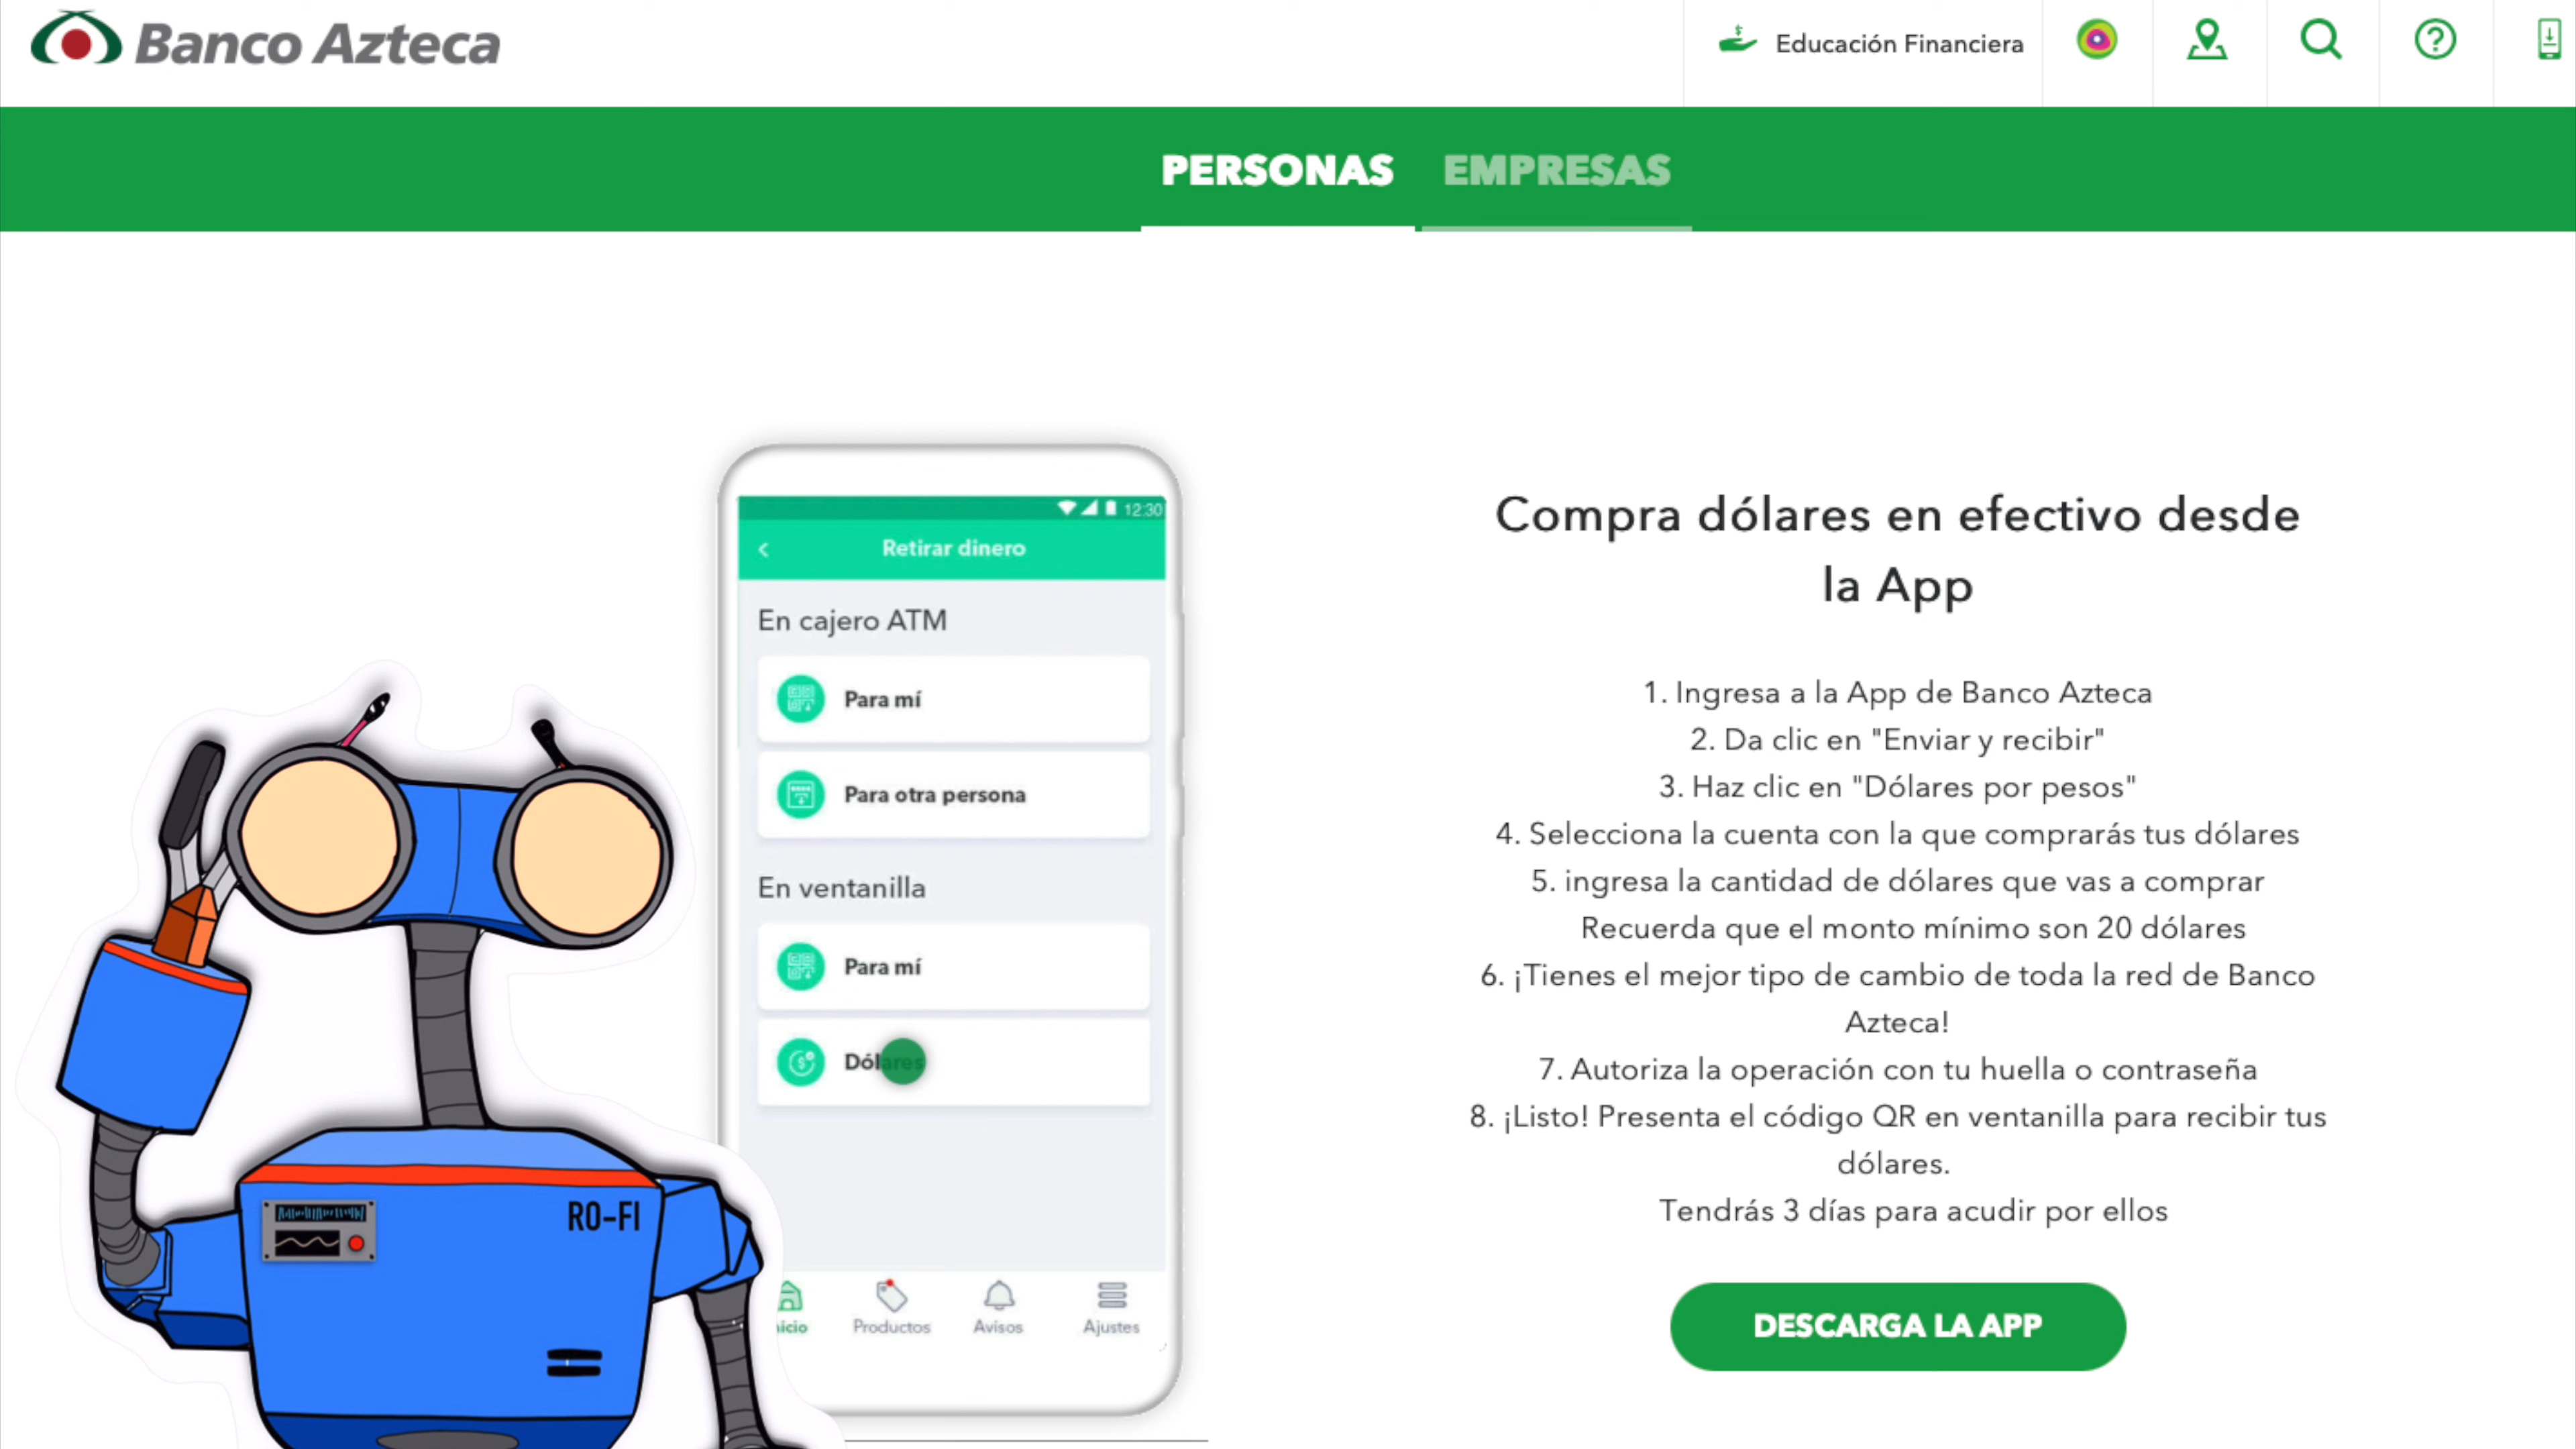 Banco Azteca
Educación Financiera
PERSONAS EMPRESAS
12:30
Retirar dinero
En cajero ATM
Para mí
Para otra persona
En ventanilla
Para mí
Dólares
Productos
Avisos
Ajustes
RO-FI
Compra dólares en efectivo desde
la App
1. Ingresa a la App de Banco Azteca
2. Da clic en "Enviar y recibir"
3. Haz clic en "Dólares por pesos"
4. Selecciona la cuenta con la que comprarás tus dólares
5. ingresa la cantidad de dólares que vas a comprar
Recuerda que el monto mínimo son 20 dólares
6. ¡Tienes el mejor tipo de cambio de toda la red de Banco
Azteca!
7. Autoriza la operación con tu huella o contraseña
8. ¡Listo! Presenta el código QR en ventanilla para recibir tus
dólares.
Tendrás 3 días para acudir por ellos
DESCARGA LA APP